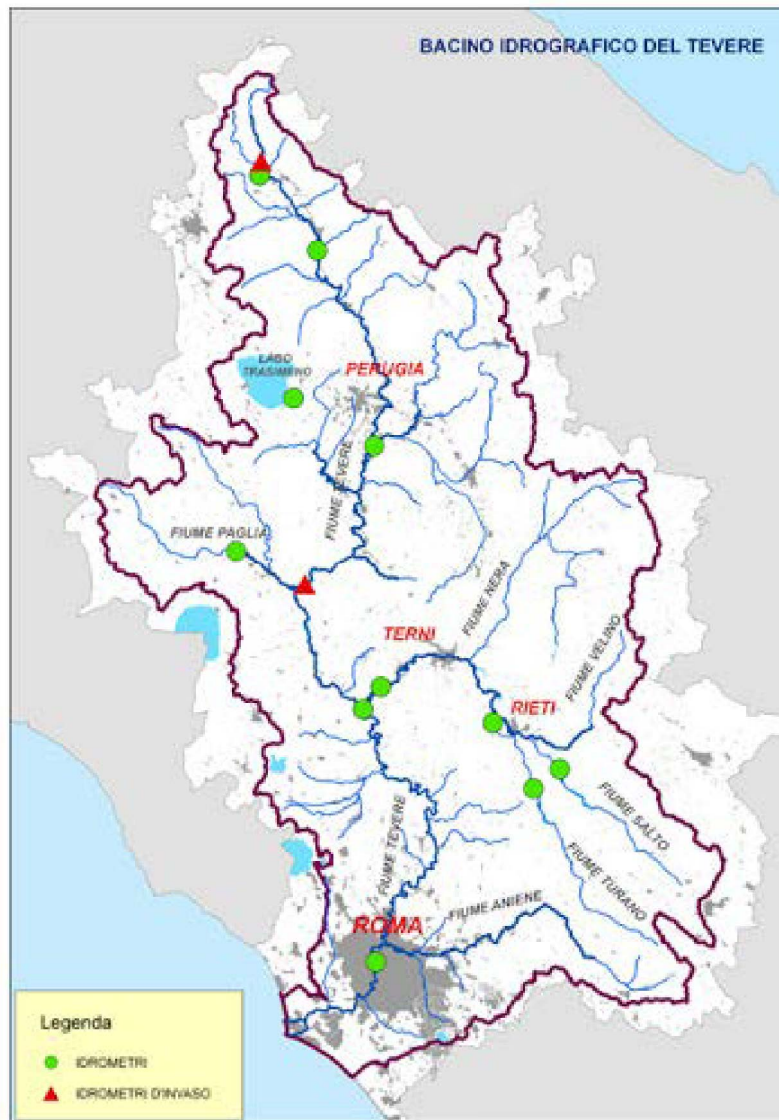 BACINO IDROGRAFICO DEL TEVERE
LAGO
TRASIMENO
PERUGIA
FIUME TEVERE
FIUME PAGLIA
FIUME NERA
TERNI
FIUME VELINO
RIETI
FIUME SALTO
FIUME TEVERE
FIUME TURANO
FIUME ANIENE
ROMA
Legenda
IDROMETRI
IDROMETRI D'INVASO